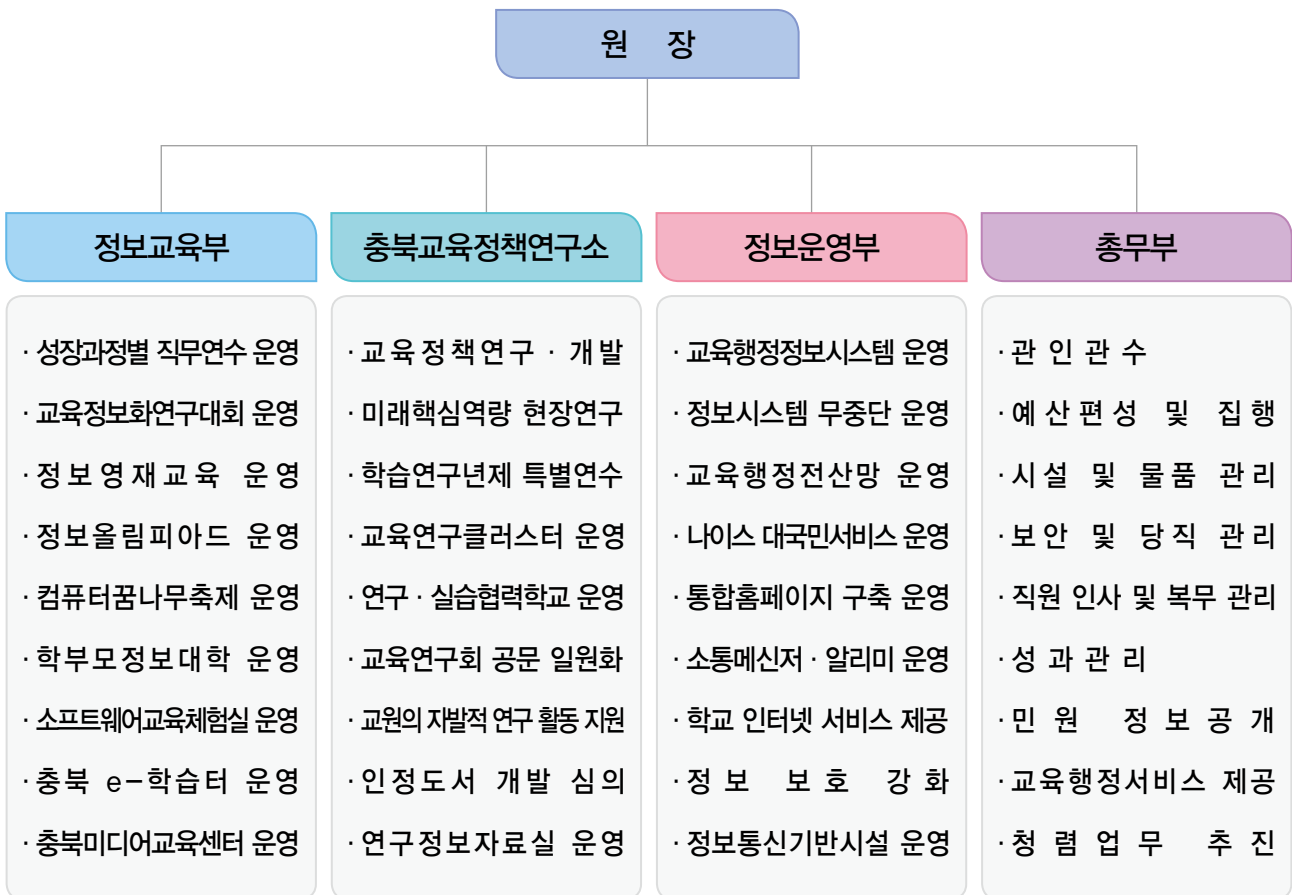 원 장
정보교육부
· 성장과정별 직무연수 운영
· 교육정보화연구대회 운영
· 정보영재교육 운영
· 정보올림피아드 운영
· 컴퓨터꿈나무축제 운영
· 학부모정보대학 운영
· 소프트웨어교육체험실 운영
· 충북 e-학습터 운영
· 충북미디어교육센터 운영
충북교육정책연구소
· 교육정책연구 · 개발
· 미래핵심역량 현장연구
· 학습연구년제 특별연수
· 교육연구클러스터 운영
· 연구 · 실습협력학교 운영
· 교육연구회 공문 일원화
· 교원의 자발적 연구 활동 지원
· 인정도서 개발 심의
· 연구정보자료실 운영
정보운영부
· 교육행정정보시스템 운영
· 정보시스템 무중단 운영
· 교육행정전산망 운영
· 나이스 대국민서비스 운영
· 통합홈페이지 구축 운영
· 소통메신저 · 알리미 운영
· 학교 인터넷 서비스 제공
· 정보 보호 강화
· 정보통신기반시설 운영
총무부
· 관인관수
· 예산편성 및 집행
· 시설 및 물품 관리
· 보안 및 당직 관리
· 직원 인사 및 복무 관리
· 성과관리
· 민원 정보공개
· 교육행정서비스 제공
· 청렴업무 추진